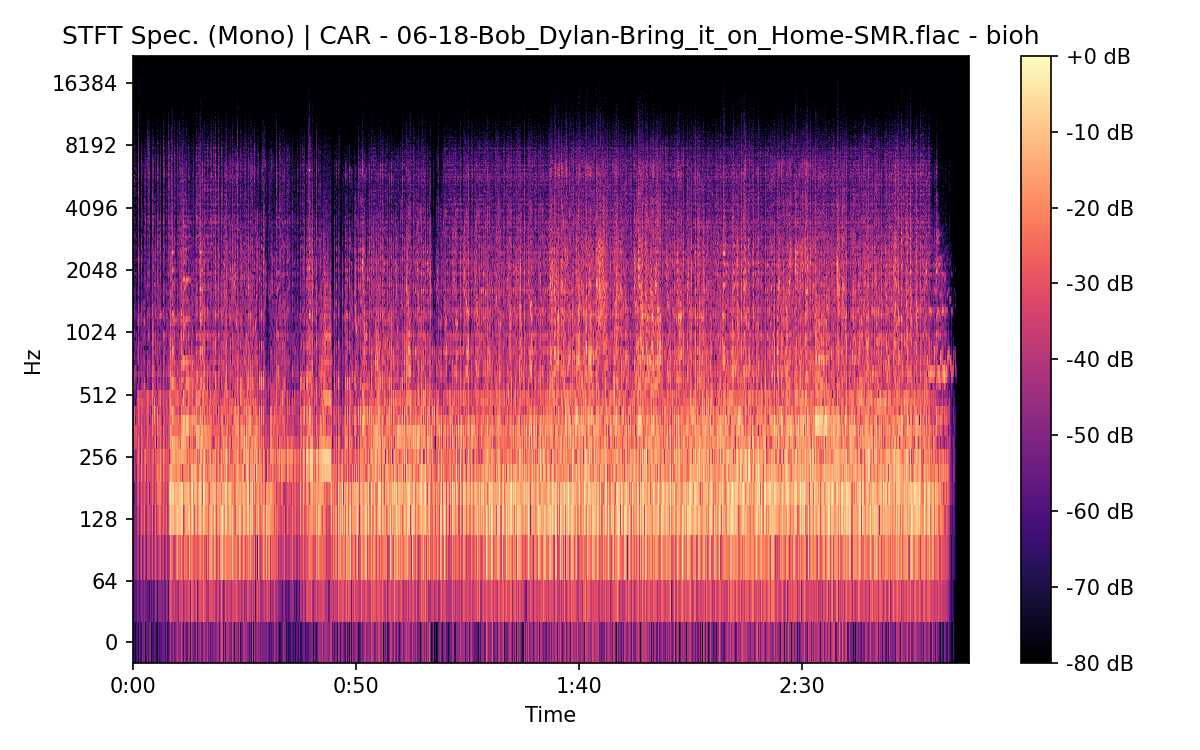 STFT Spec. (Mono) | CAR - 06-18-Bob_Dylan-Bring_it_on_Home-SMR.flac - bioh
Hz
16384
8192
4096
2048
1024
512
256
128
64
0
0:00 0:50 1:40 2:30
Time
+0 dB
-10 dB
-20 dB
-30 dB
-40 dB
-50 dB
-60 dB
-70 dB
-80 dB